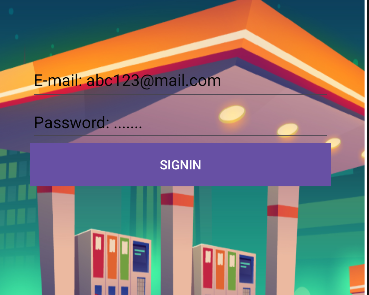 E-mail: abc123@mail.com
Password: .......
SIGNIN